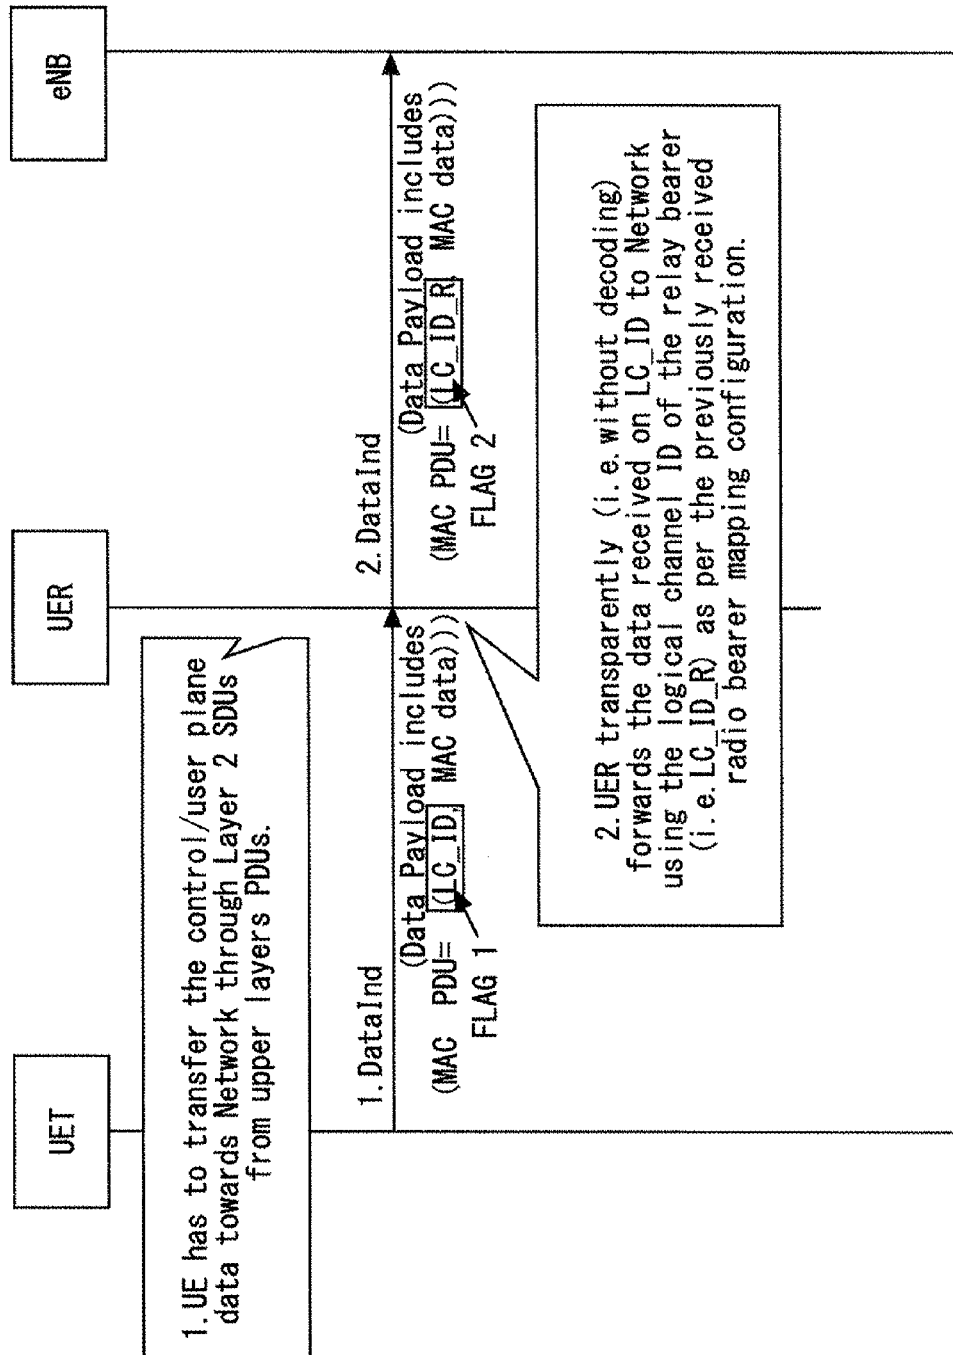 UET
UER
eNB
1.UE has to transfer the control/user plane
data towards Network through Layer 2 SDUs
from upper layers PDUs.
1.DataInd
(Data Payload includes
(MAC PDU= (LC_ID, MAC data)))
FLAG 1
2.DataInd
(Data Payload includes
(MAC PDU= (LC_ID_R, MAC data)))
FLAG 2
2.UER transparently (i.e.without decoding)
forwards the data received on LC_ID to Network
using the logical channel ID of the relay bearer
(i.e.LC_ID_R) as per the previously received
radio bearer mapping configuration.